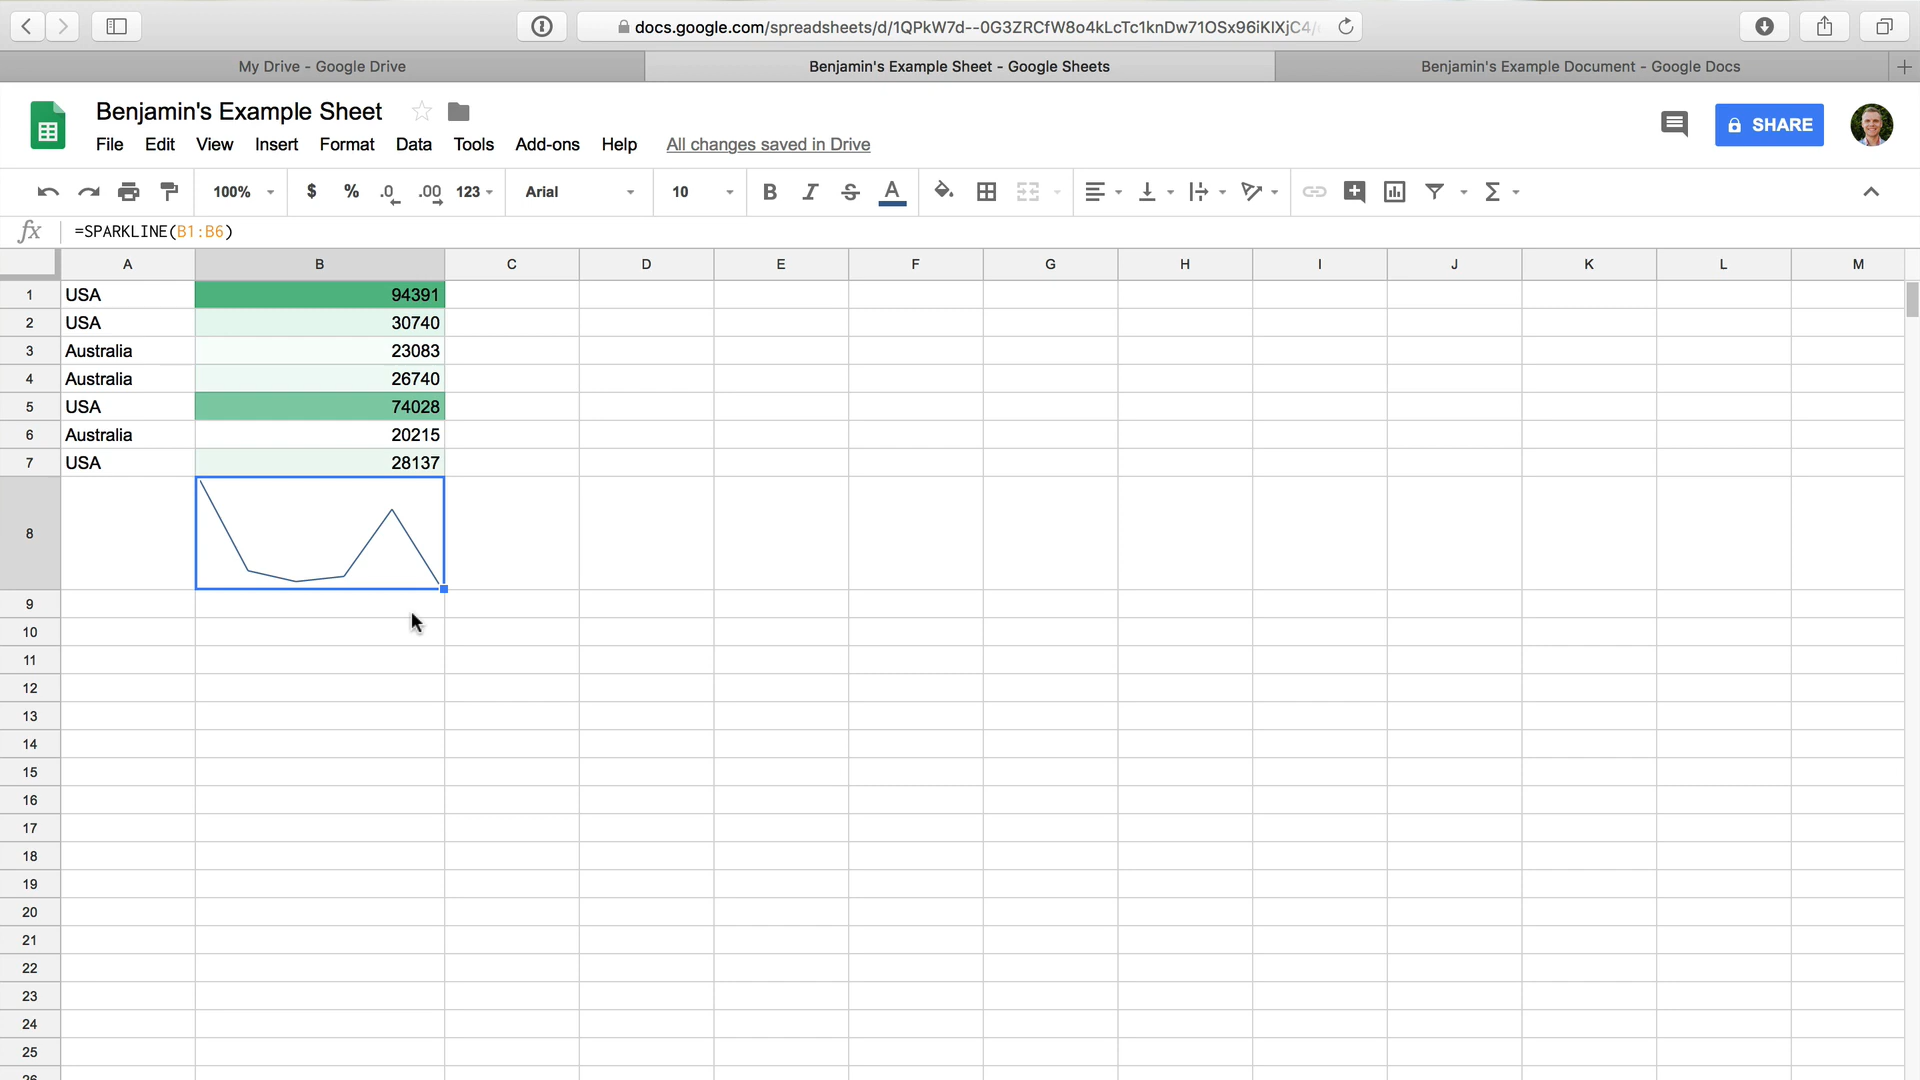 docs.google.com/spreadsheets/d/1QPkW7d--0G3ZRCfW8o4kLcTc1knDw71OSx96iKIXjC4/
My Drive - Google Drive
Benjamin's Example Sheet - Google Sheets
Benjamin's Example Document - Google Docs
Benjamin's Example Sheet
SHARE
File Edit View Insert Format Data Tools Add-ons Help All changes saved in Drive
100% $ % .0 .00 123 Arial 10 B I S A Σ
fx =SPARKLINE(B1:B6)
A B C D E F G H I J K L M
1 USA 94391
2 USA 30740
3 Australia 23083
4 Australia 26740
5 USA 74028
6 Australia 20215
7 USA 28137
8
9
10
11
12
13
14
15
16
17
18
19
20
21
22
23
24
25
26